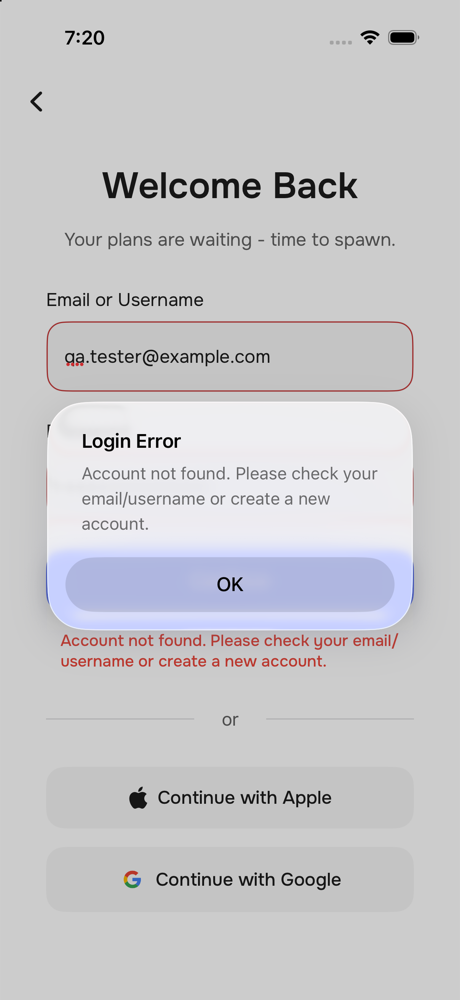 7:20
Welcome Back
Your plans are waiting - time to spawn.
Email or Username
qa.tester@example.com
Login Error
Account not found. Please check your
email/username or create a new
account.
OK
Account not found. Please check your email/
username or create a new account.
or
Continue with Apple
Continue with Google